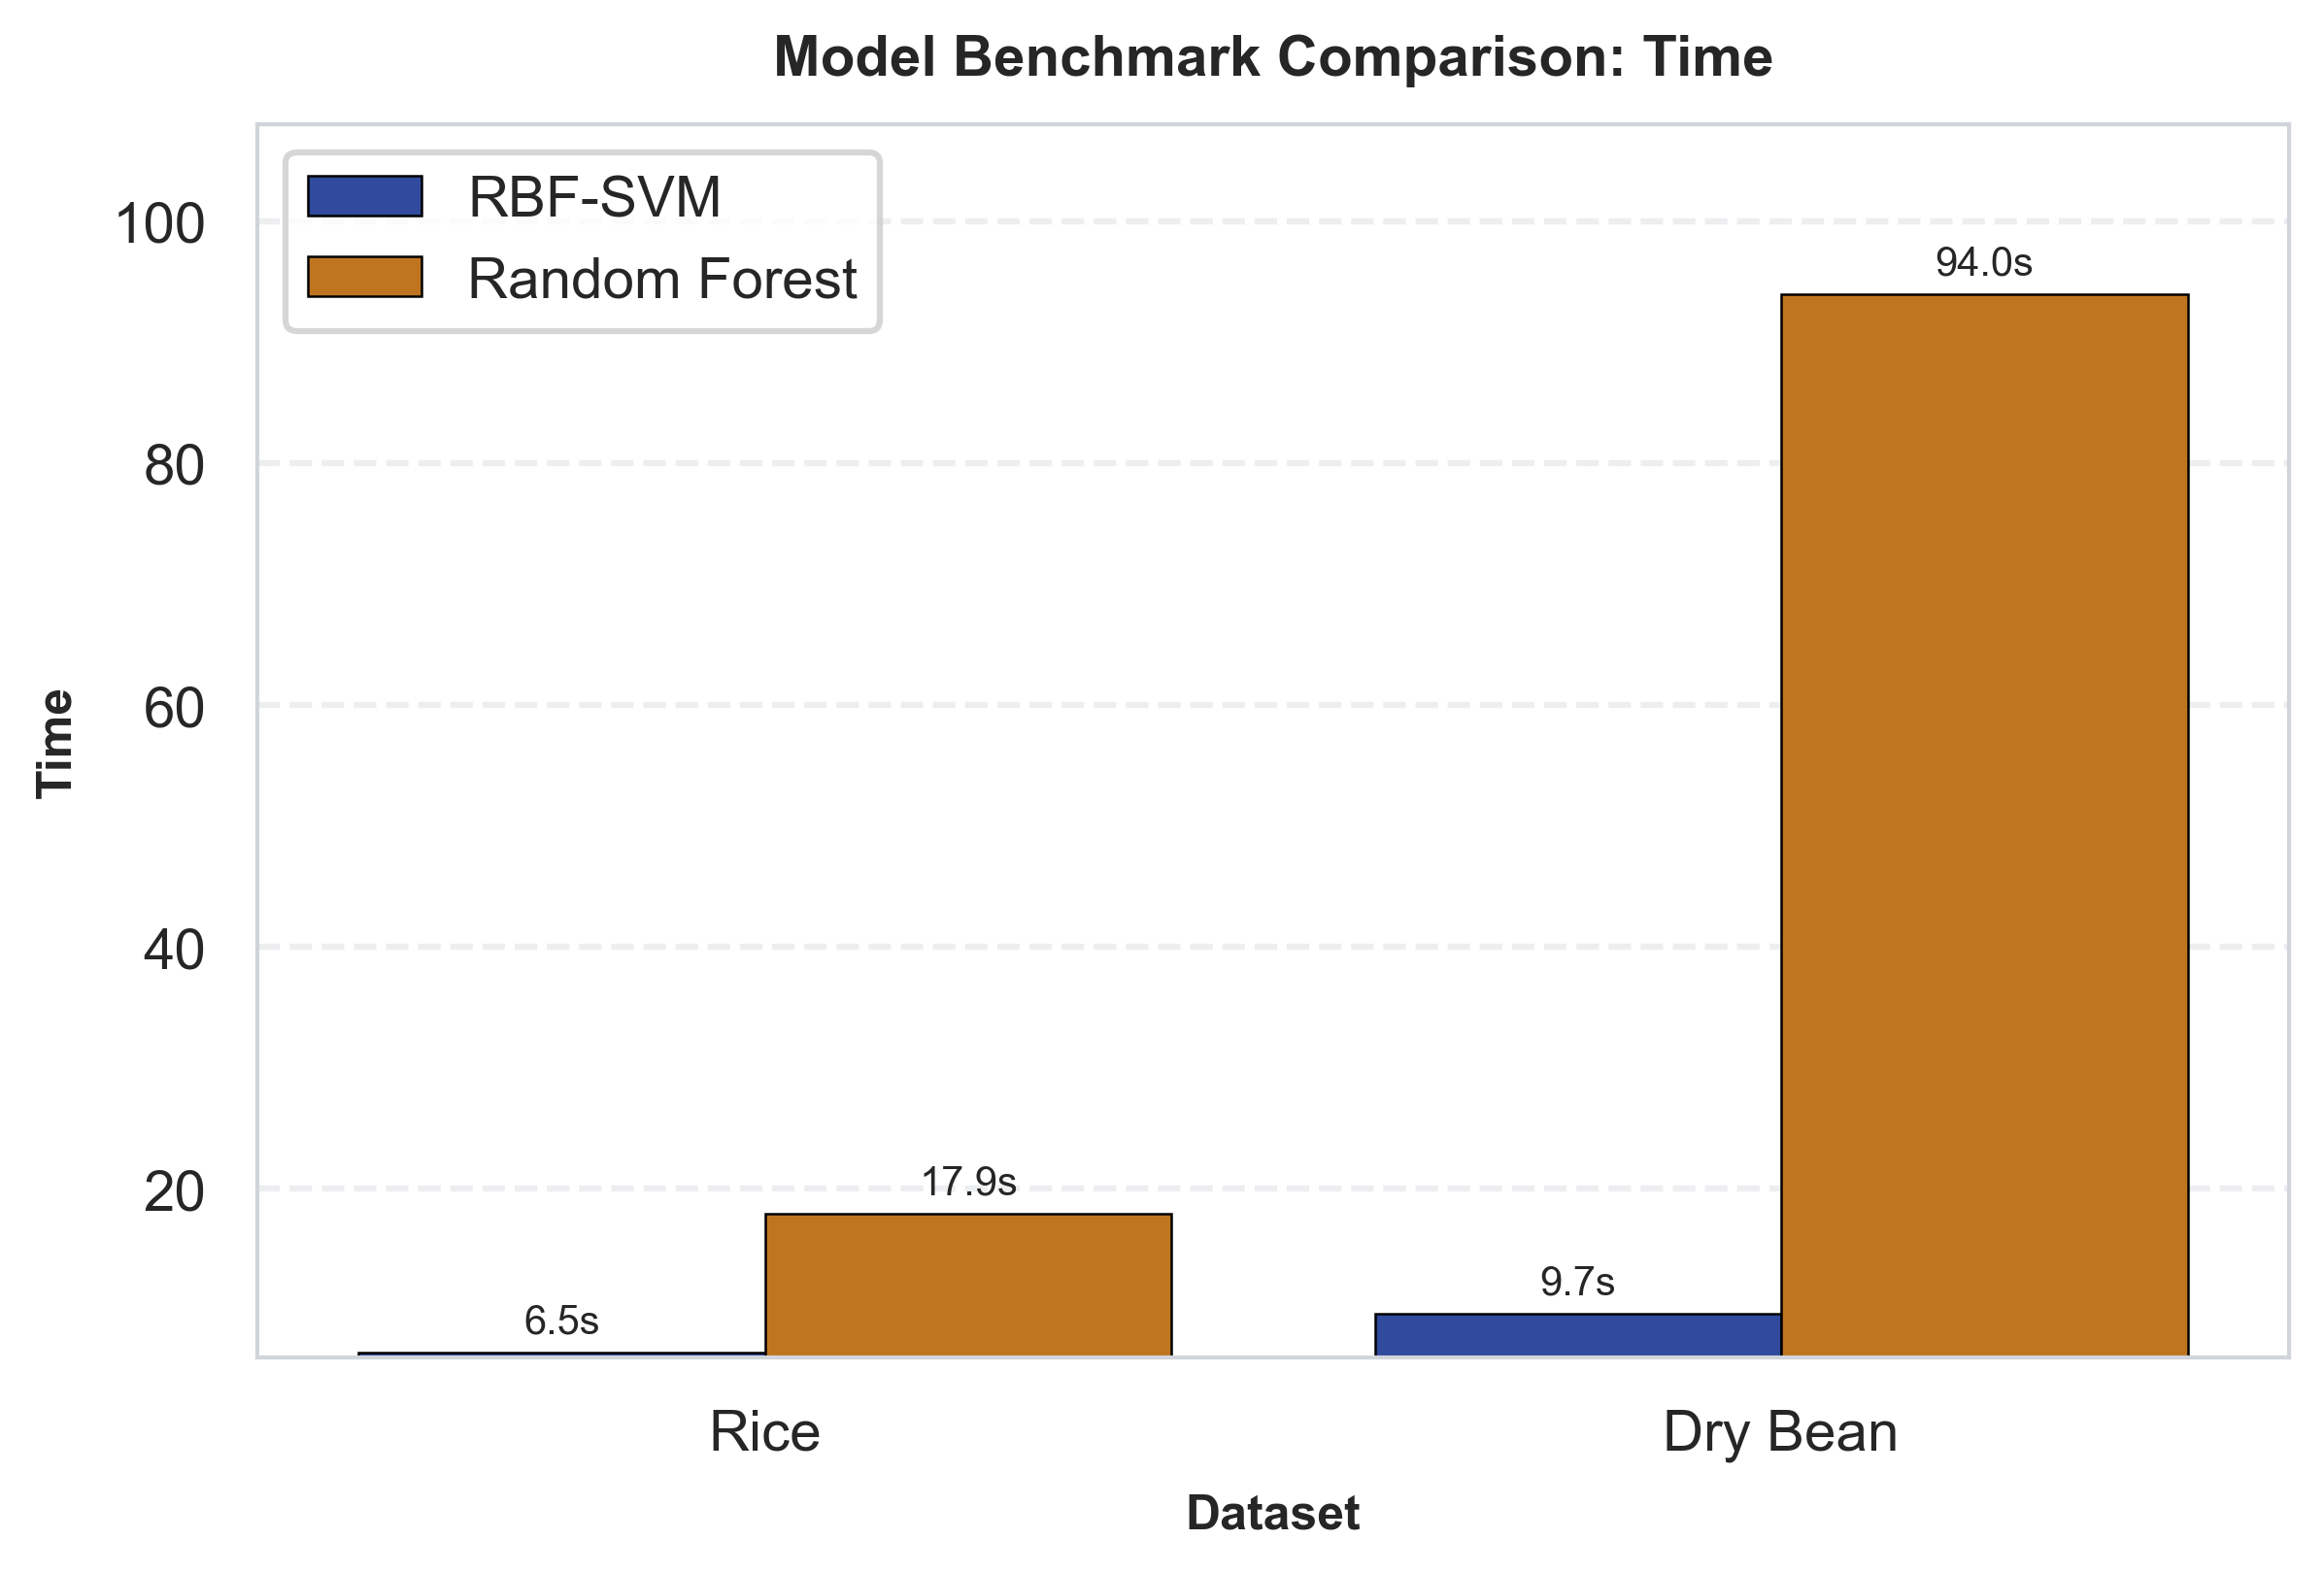 Model Benchmark Comparison: Time
RBF-SVM
Random Forest
100
80
60
40
20
Time
94.0s
17.9s
9.7s
6.5s
Rice
Dry Bean
Dataset